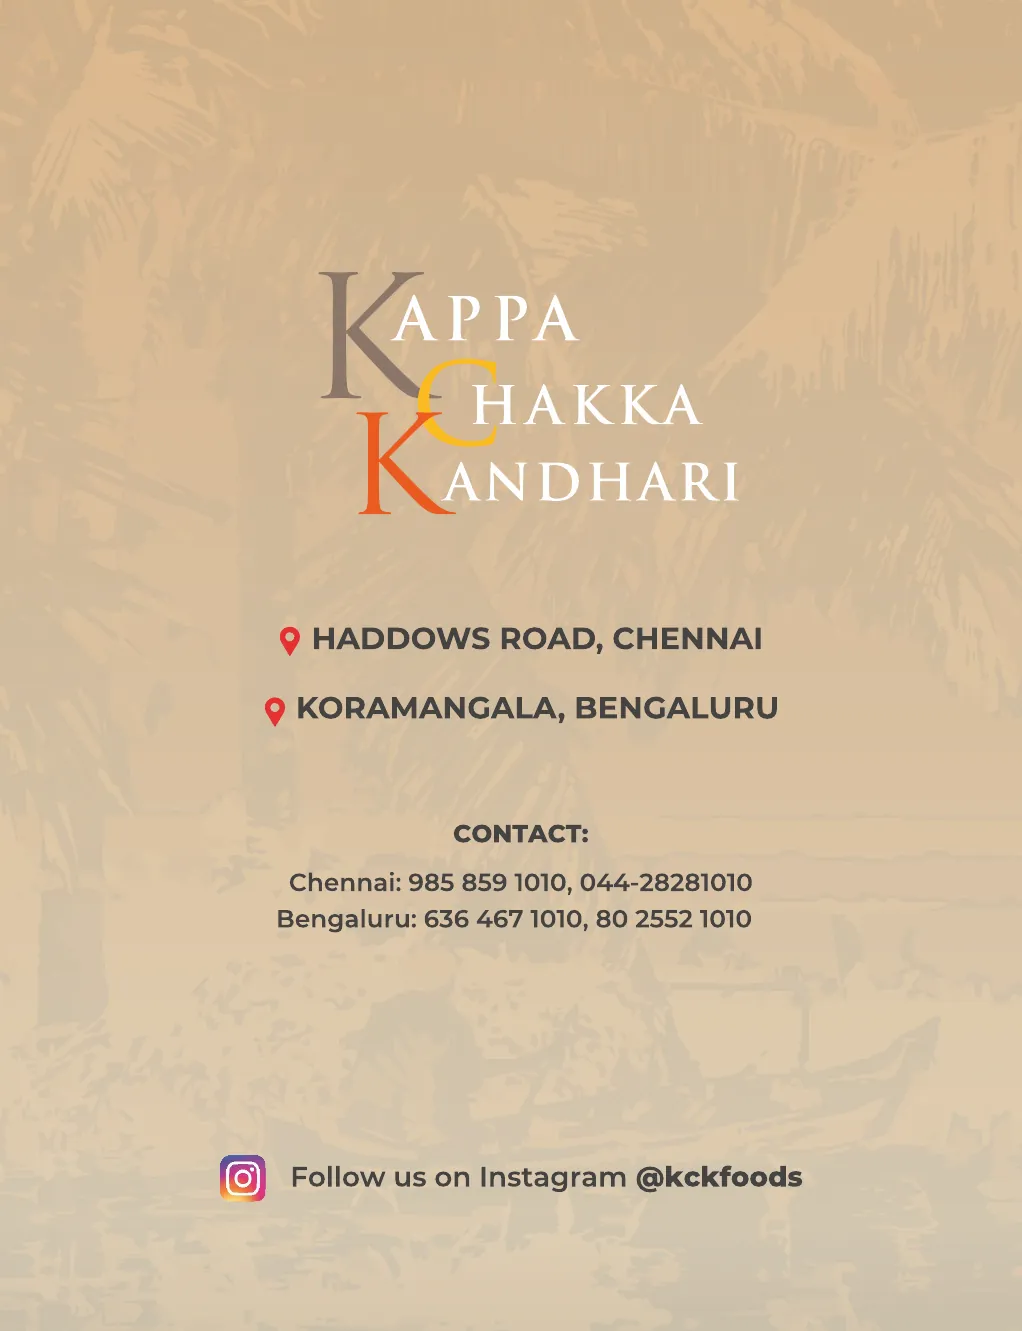 KAPPA
CHAKKA
KANDHARI
HADDOWS ROAD, CHENNAI
KORAMANGALA, BENGALURU
CONTACT:
Chennai: 985 859 1010, 044-28281010
Bengaluru: 636 467 1010, 80 2552 1010
Follow us on Instagram @kckfoods